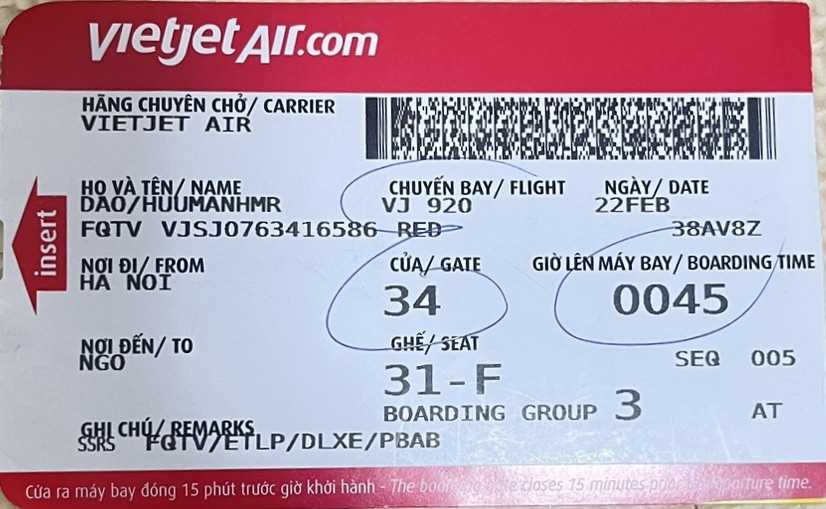 vietjetAir.com
HÃNG CHUYÊN CHỞ/ CARRIER
VIETJET AIR
HỌ VÀ TÊN/ NAME CHUYẾN BAY/ FLIGHT NGÀY/ DATE
DAO/HUUMANHMR VJ 920 22FEB
FQTV VJSJ0763416586 RED 38AV8Z
insert
NƠI ĐI/ FROM CỬA/ GATE GIỜ LÊN MÁY BAY/ BOARDING TIME
HA NOI 34 0045
NƠI ĐẾN/ TO GHẾ/ SEAT
NGO 31-F SEQ 005
BOARDING GROUP 3 AT
GHI CHÚ/ REMARKS
SSRS FQTV/ETLP/DLXE/PBAB
Cửa ra máy bay đóng 15 phút trước giờ khởi hành - The boarding gate closes 15 minutes prior to departure time.